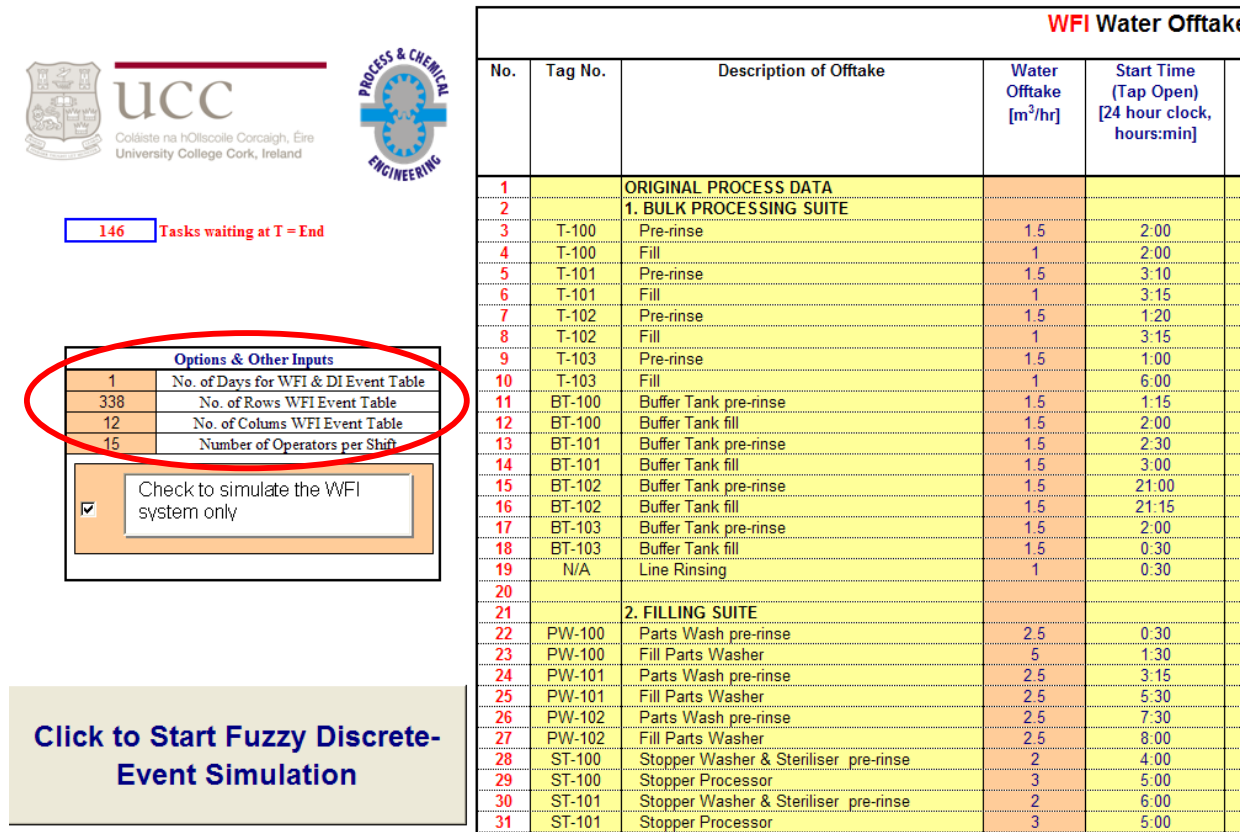 ucc
Coláiste na hOllscoile Corcaigh, Éire
University College Cork, Ireland
PROCESS & CHEMICAL
ENGINEERING
146 Tasks waiting at T = End
Options & Other Inputs
1 No. of Days for WFI & DI Event Table
338 No. of Rows WFI Event Table
12 No. of Colums WFI Event Table
15 Number of Operators per Shift
Check to simulate the WFI
system only
Click to Start Fuzzy Discrete-
Event Simulation
WFI Water Offtake
No. Tag No. Description of Offtake Water Start Time
Offtake (Tap Open)
[m³/hr] [24 hour clock,
hours:min]
1 ORIGINAL PROCESS DATA
2 1. BULK PROCESSING SUITE
3 T-100 Pre-rinse 1.5 2:00
4 T-100 Fill 1 2:00
5 T-101 Pre-rinse 1.5 3:10
6 T-101 Fill 1 3:15
7 T-102 Pre-rinse 1.5 1:20
8 T-102 Fill 1 3:15
9 T-103 Pre-rinse 1.5 1:00
10 T-103 Fill 1 6:00
11 BT-100 Buffer Tank pre-rinse 1.5 1:15
12 BT-100 Buffer Tank fill 1.5 2:00
13 BT-101 Buffer Tank pre-rinse 1.5 2:30
14 BT-101 Buffer Tank fill 1.5 3:00
15 BT-102 Buffer Tank pre-rinse 1.5 21:00
16 BT-102 Buffer Tank fill 1.5 21:15
17 BT-103 Buffer Tank pre-rinse 1.5 2:00
18 BT-103 Buffer Tank fill 1.5 0:30
19 N/A Line Rinsing 1 0:30
20
21 2. FILLING SUITE
22 PW-100 Parts Wash pre-rinse 2.5 0:30
23 PW-100 Fill Parts Washer 5 1:30
24 PW-101 Parts Wash pre-rinse 2.5 3:15
25 PW-101 Fill Parts Washer 2.5 5:30
26 PW-102 Parts Wash pre-rinse 2.5 7:30
27 PW-102 Fill Parts Washer 2.5 8:00
28 ST-100 Stopper Washer & Steriliser pre-rinse 2 4:00
29 ST-100 Stopper Processor 3 5:00
30 ST-101 Stopper Washer & Steriliser pre-rinse 2 6:00
31 ST-101 Stopper Processor 3 5:00